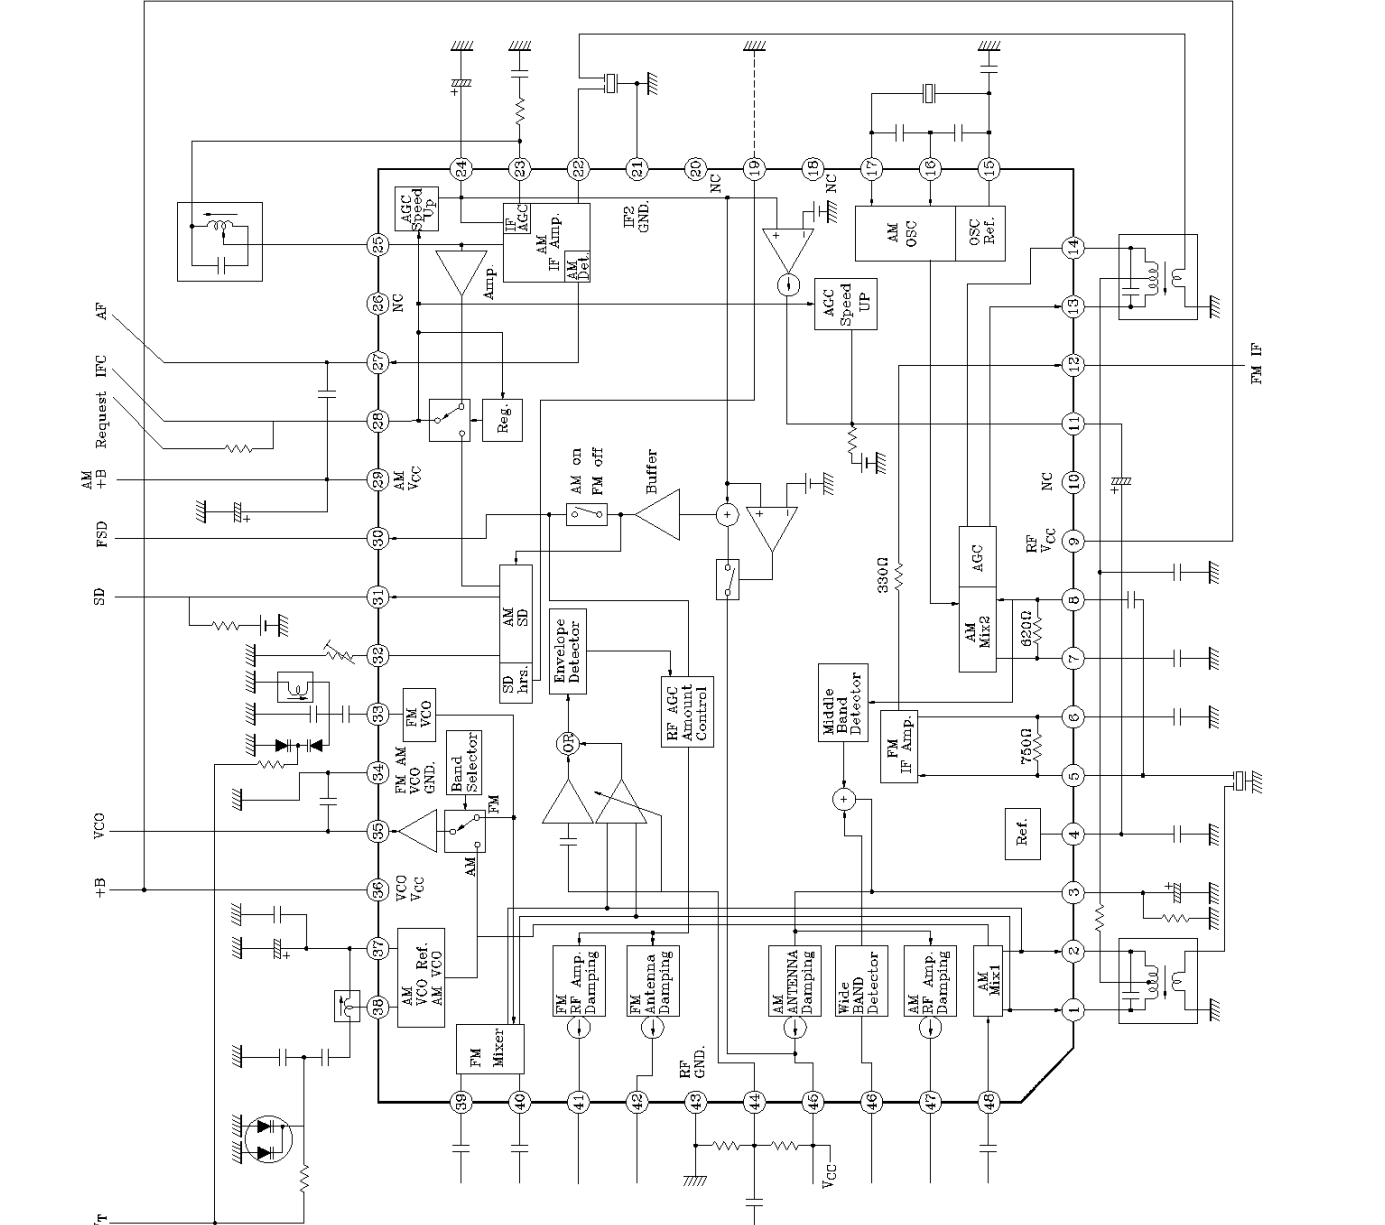 24
23
22
21
20
19
18
17
16
15
NC
NC
AGC
Speed
Up
IF
AGC
AM
IF Amp.
AM
Det.
IF2
GND.
+
−
AM
OSC
OSC
Ref.
25
Amp.
14
26
NC
AGC
Speed
UP
13
AF
27
12
FM IF
IFC
Request
28
Reg.
11
AM
+B
29
AM
VCC
AM on
FM off
Buffer
NC
10
+
+
FSD
30
+
+
−
RF
VCC
9
330Ω
AGC
SD
31
AM
SD
AM
Mix2
620Ω
8
32
SD
hrs.
Envelope
Detector
7
33
FM
VCO
RF AGC
Amount
Control
Middle
Band
Detector
FM
IF Amp.
750Ω
6
34
FM AM
VCO
GND.
Band
Selector
OR
5
FM
+
VCO
35
AM
Ref.
4
+B
36
VCO
VCC
3
+
37
+
AM
VCO Ref.
AM VCO
FM
RF Amp.
Damping
FM
Antenna
Damping
AM
ANTENNA
Damping
Wide
BAND
Detector
AM
RF Amp.
Damping
AM
Mix1
2
38
1
FM
Mixer
RF
GND.
39
40
41
42
43
44
45
46
47
48
VCC